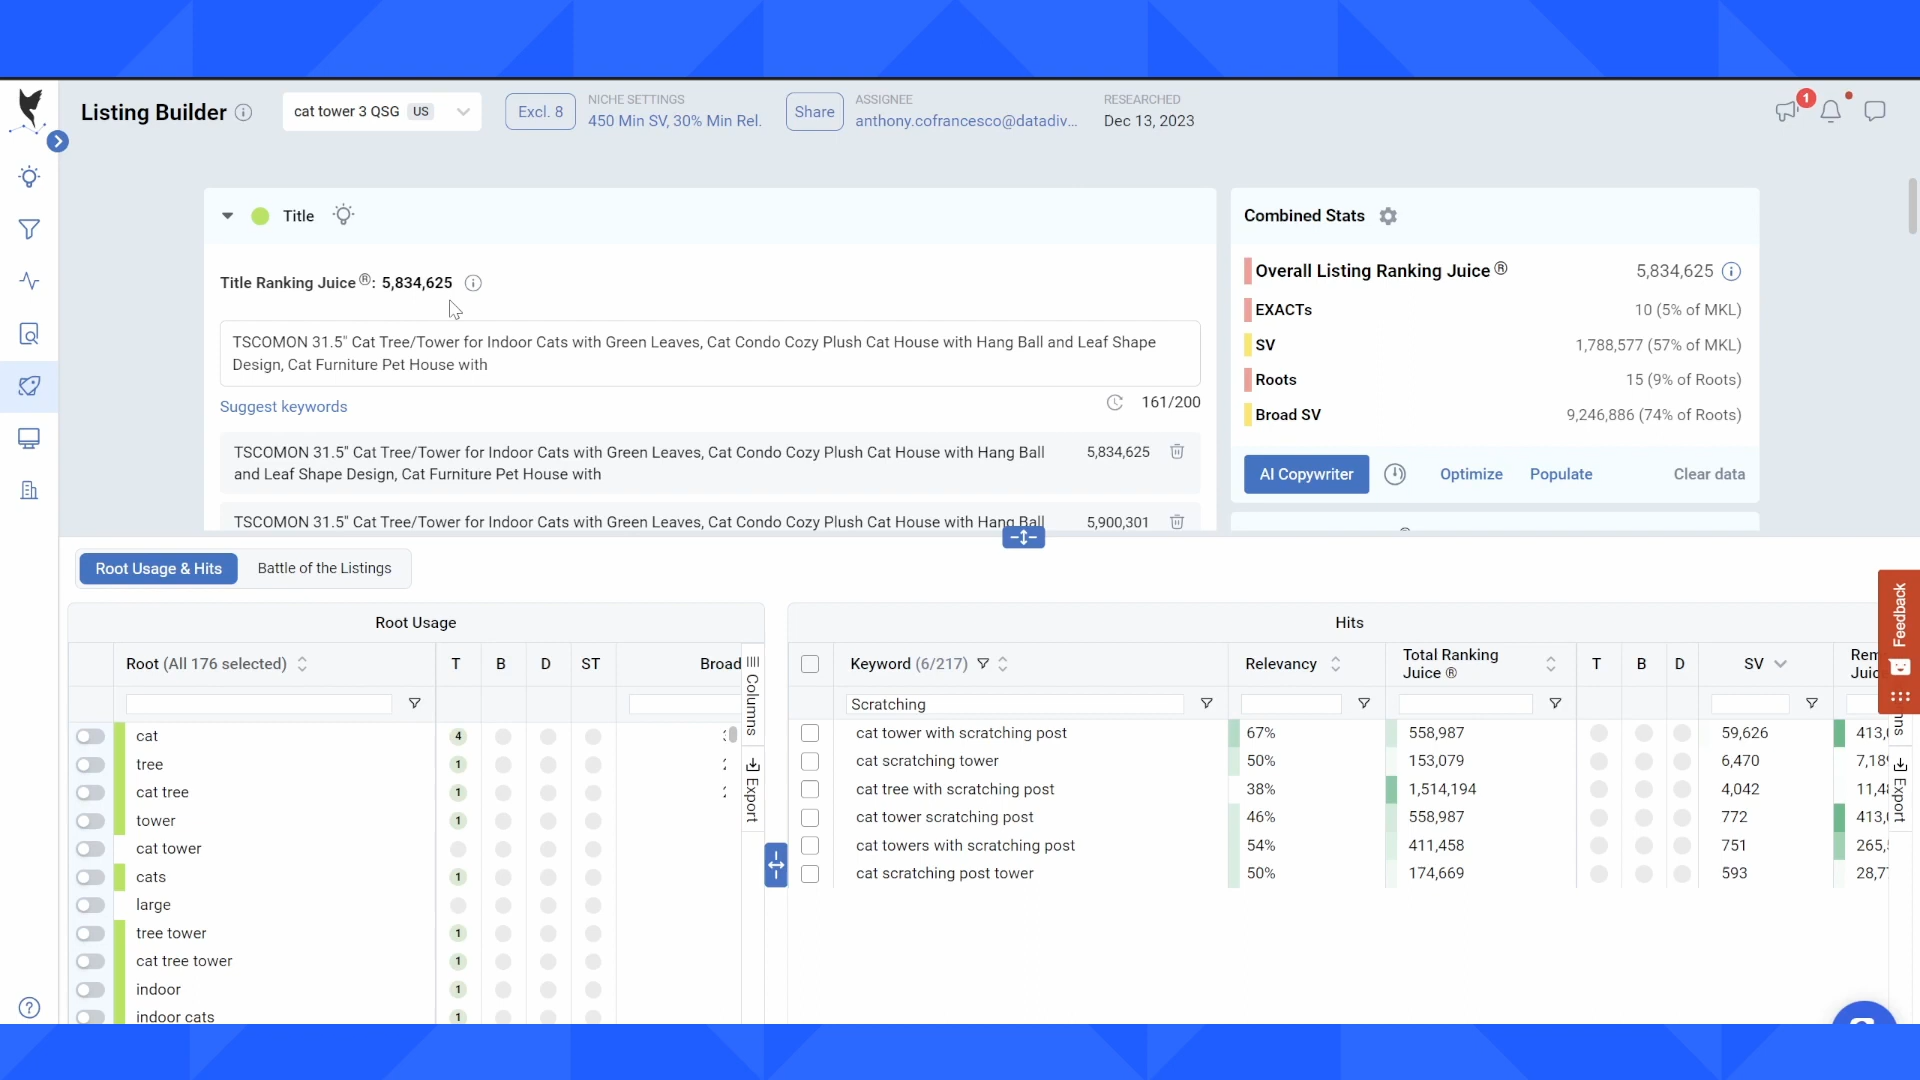 Listing Builder
cat tower 3 QSG US
Excl. 8
NICHE SETTINGS
450 Min SV, 30% Min Rel.
Share
ASSIGNEE
anthony.cofrancesco@datadiv...
RESEARCHED
Dec 13, 2023
1
Title
Title Ranking Juice ®: 5,834,625
TSCOMON 31.5" Cat Tree/Tower for Indoor Cats with Green Leaves, Cat Condo Cozy Plush Cat House with Hang Ball and Leaf Shape
Design, Cat Furniture Pet House with
Suggest keywords
161/200
TSCOMON 31.5" Cat Tree/Tower for Indoor Cats with Green Leaves, Cat Condo Cozy Plush Cat House with Hang Ball 5,834,625
and Leaf Shape Design, Cat Furniture Pet House with
TSCOMON 31.5" Cat Tree/Tower for Indoor Cats with Green Leaves, Cat Condo Cozy Plush Cat House with Hang Ball 5,900,301
Combined Stats
Overall Listing Ranking Juice ® 5,834,625
EXACTs 10 (5% of MKL)
SV 1,788,577 (57% of MKL)
Roots 15 (9% of Roots)
Broad SV 9,246,886 (74% of Roots)
AI Copywriter Optimize Populate Clear data
Root Usage & Hits Battle of the Listings
Root Usage
Root (All 176 selected) T B D ST Broad
cat 4
tree 1
cat tree 1
tower 1
cat tower
cats 1
large
tree tower 1
cat tree tower 1
indoor 1
indoor cats 1
Columns
Export
Hits
Keyword (6/217) Relevancy Total Ranking Juice ® T B D SV
Scratching
cat tower with scratching post 67% 558,987 59,626 413,
cat scratching tower 50% 153,079 6,470 7,18
cat tree with scratching post 38% 1,514,194 4,042 11,4
cat tower scratching post 46% 558,987 772 413,
cat towers with scratching post 54% 411,458 751 265,
cat scratching post tower 50% 174,669 593 28,7
Feedback
Export